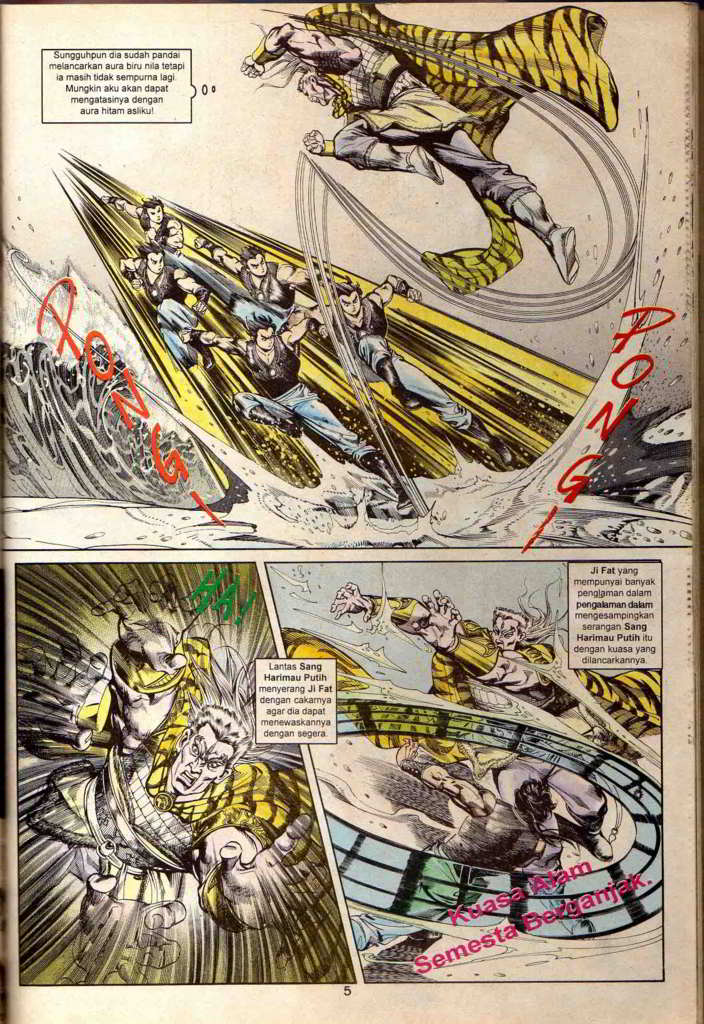 Sungguhpun dia sudah pandai
melancarkan aura biru nila tetapi
ia masih tidak sempurna lagi.
Mungkin aku akan dapat
mengatasinya dengan
aura hitam asliku!
PONG!
PONG!
HA!
Lantas Sang
Harimau Putih
menyerang Ji Fat
dengan cakarnya
agar dia dapat
menewaskannya
dengan segera.
Ji Fat yang
mempunyai banyak
penglaman dalam
pengalaman dalam
mengesampingkan
serangan Sang
Harimau Putih itu
dengan kuasa yang
dilancarkannya.
Kuasa Alam
Semesta Berganjak.
5